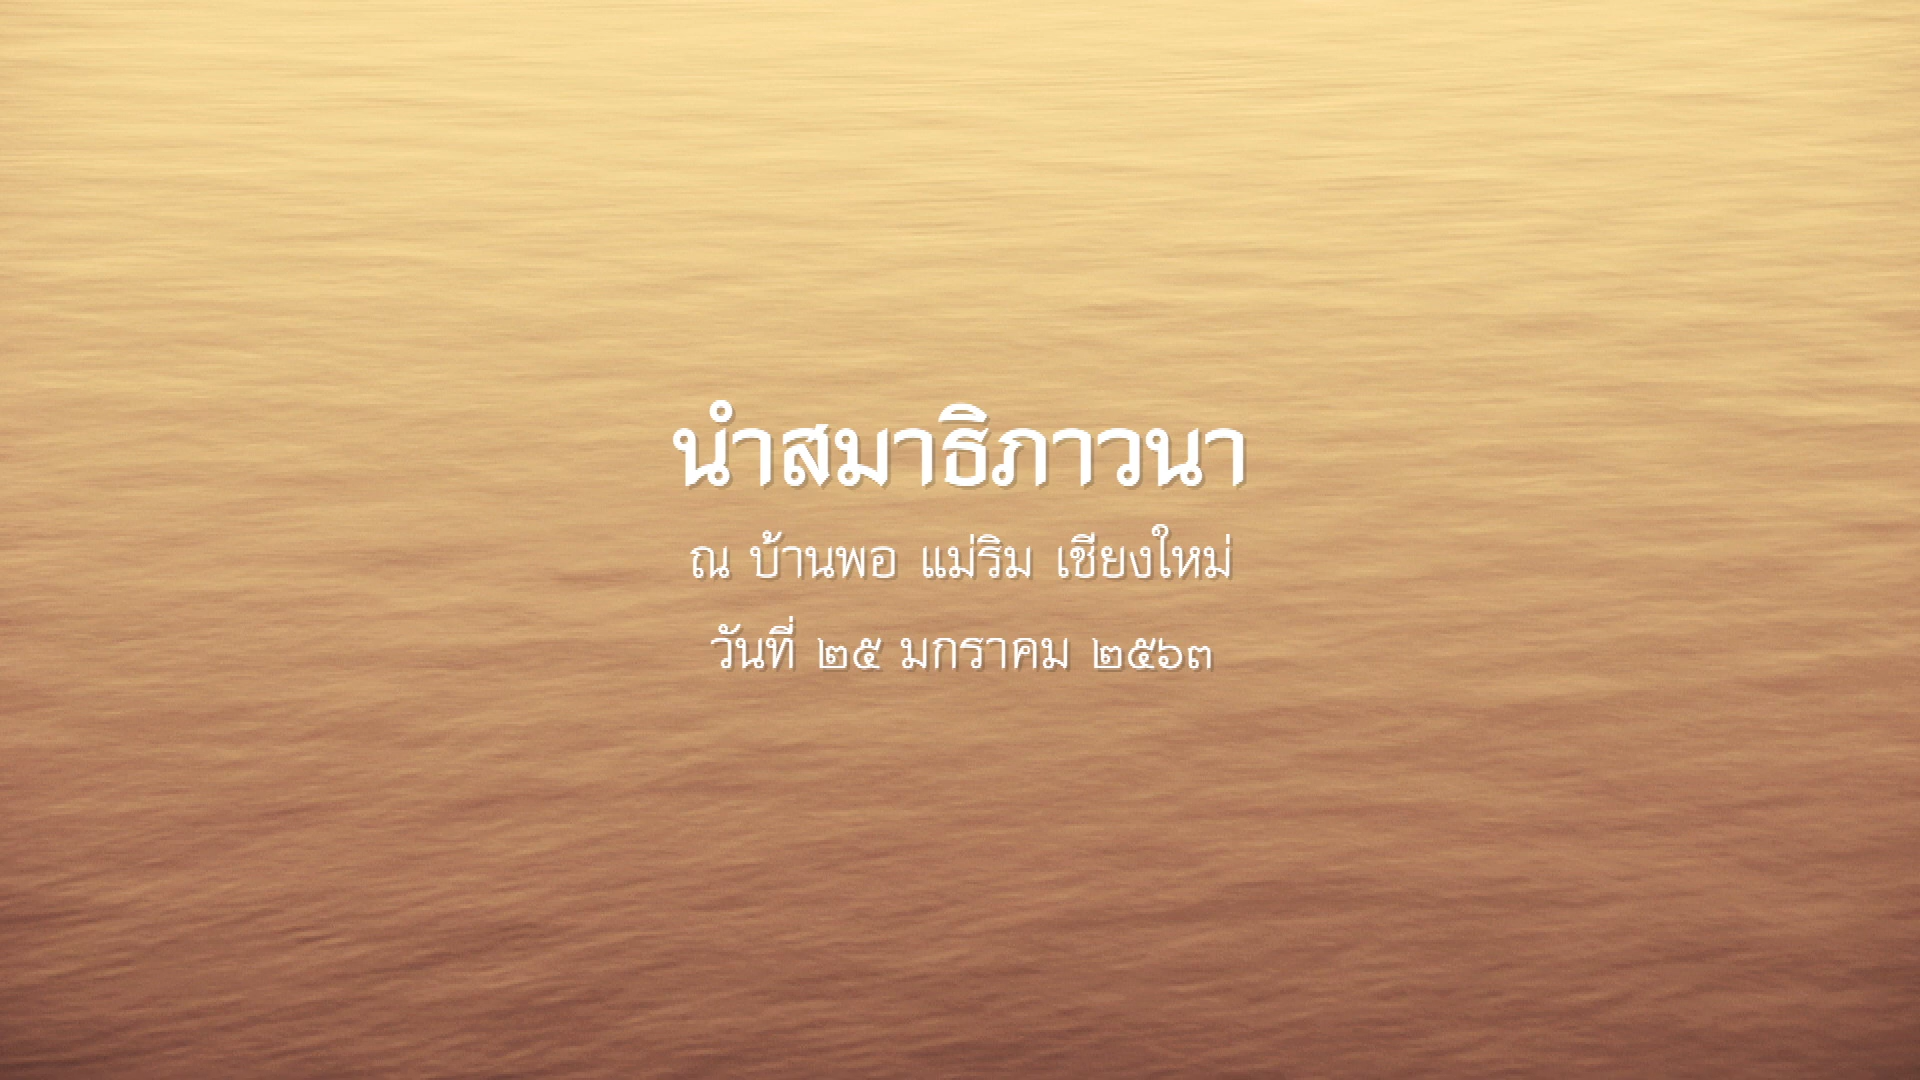 นำสมาธิภาวนา
ณ บ้านพอ แม่ริม เชียงใหม่
วันที่ ๒๕ มกราคม ๒๕๖๓